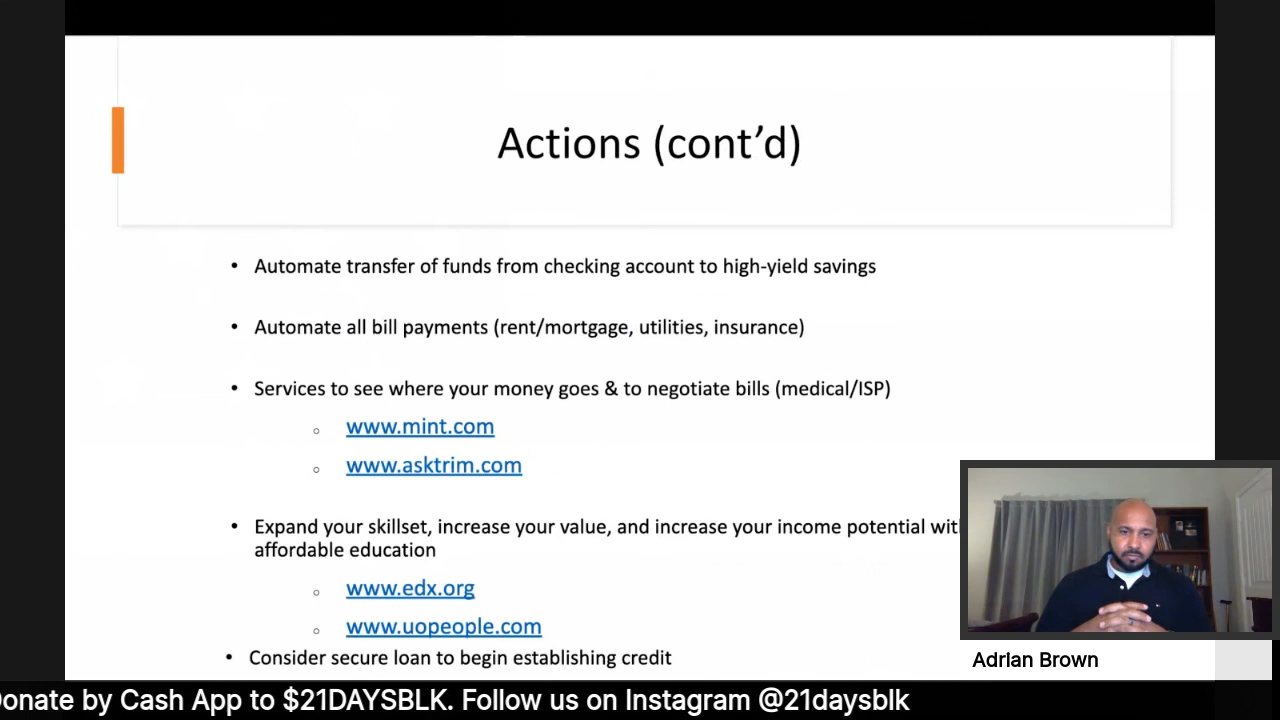 Actions (cont’d)
• Automate transfer of funds from checking account to high-yield savings
• Automate all bill payments (rent/mortgage, utilities, insurance)
• Services to see where your money goes & to negotiate bills (medical/ISP)
○ www.mint.com
○ www.asktrim.com
• Expand your skillset, increase your value, and increase your income potential
affordable education
○ www.edx.org
○ www.uopeople.com
• Consider secure loan to begin establishing credit
Adrian Brown
Donate by Cash App to $21DAYSBLK. Follow us on Instagram @21daysblk